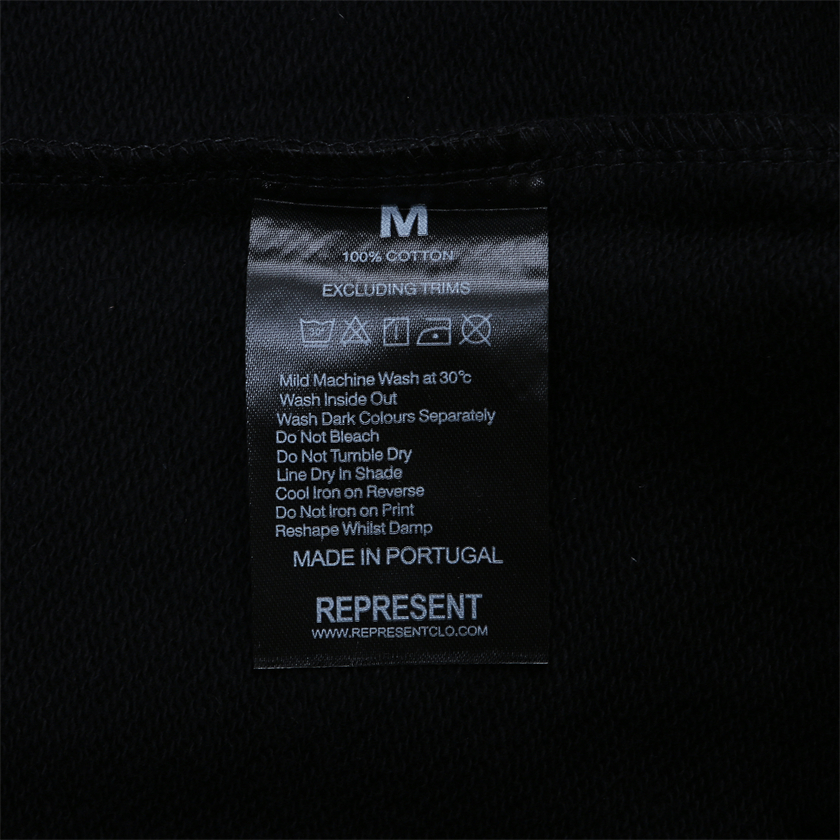 M
100% COTTON
EXCLUDING TRIMS
30°
Mild Machine Wash at 30°c
Wash Inside Out
Wash Dark Colours Separately
Do Not Bleach
Do Not Tumble Dry
Line Dry In Shade
Cool Iron on Reverse
Do Not Iron on Print
Reshape Whilst Damp
MADE IN PORTUGAL
REPRESENT
WWW.REPRESENTCLO.COM